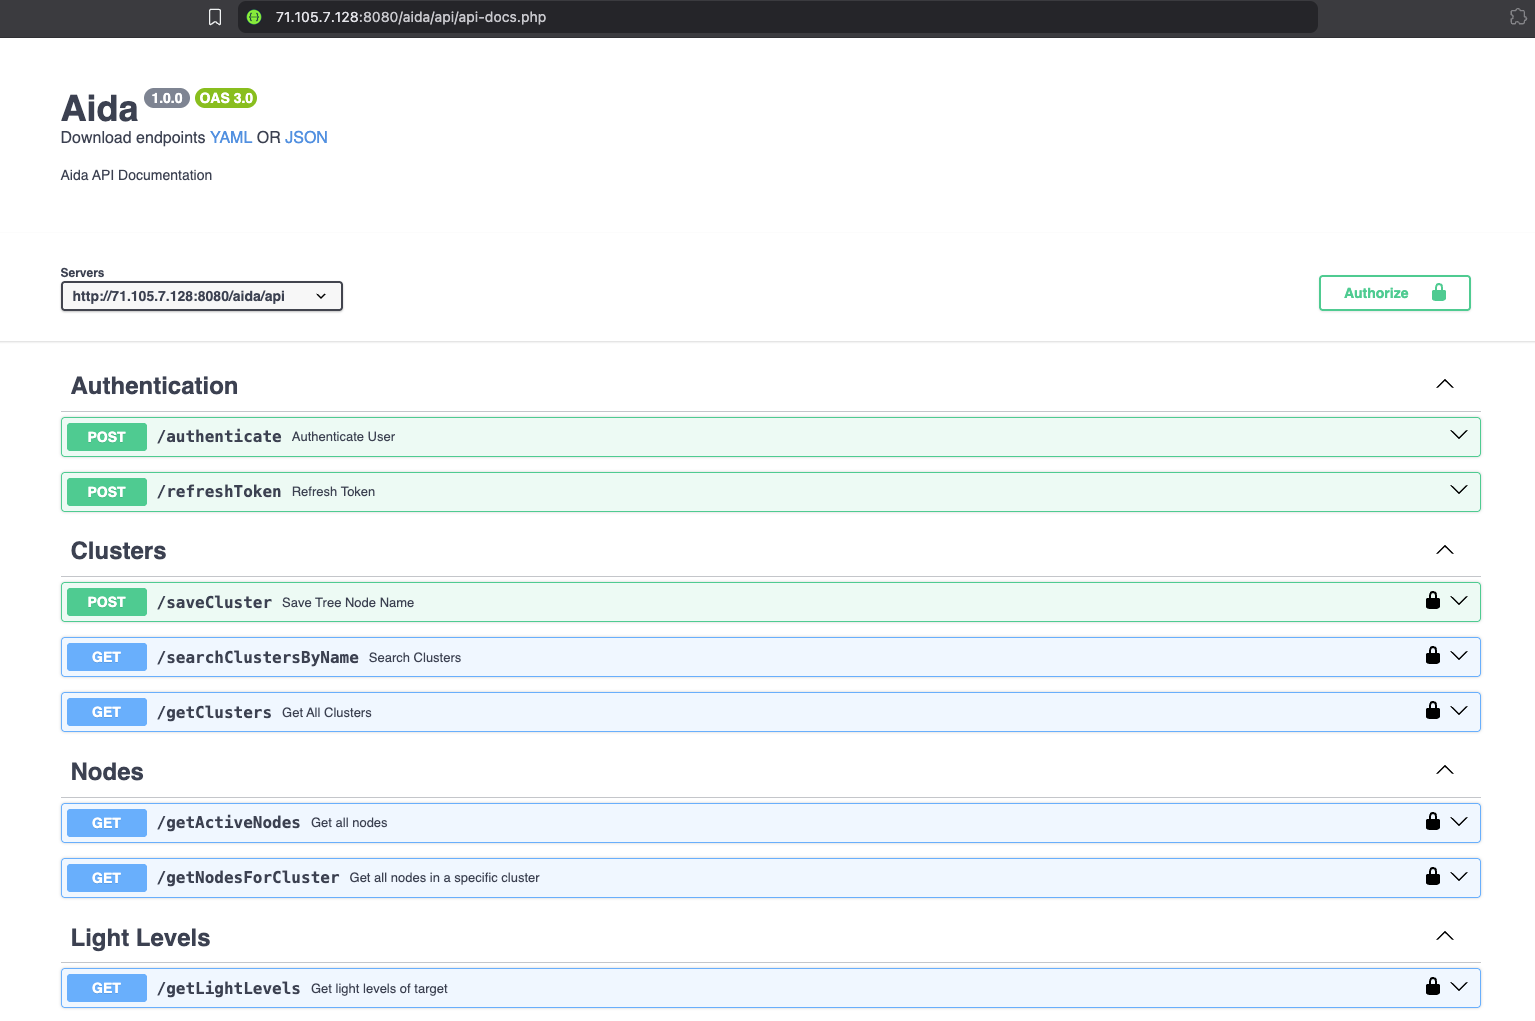 71.105.7.128:8080/aida/api/api-docs.php
Aida 1.0.0 OAS 3.0
Download endpoints YAML OR JSON
Aida API Documentation
Servers
http://71.105.7.128:8080/aida/api
Authorize
Authentication
POST /authenticate Authenticate User
POST /refreshToken Refresh Token
Clusters
POST /saveCluster Save Tree Node Name
GET /searchClustersByName Search Clusters
GET /getClusters Get All Clusters
Nodes
GET /getActiveNodes Get all nodes
GET /getNodesForCluster Get all nodes in a specific cluster
Light Levels
GET /getLightLevels Get light levels of target